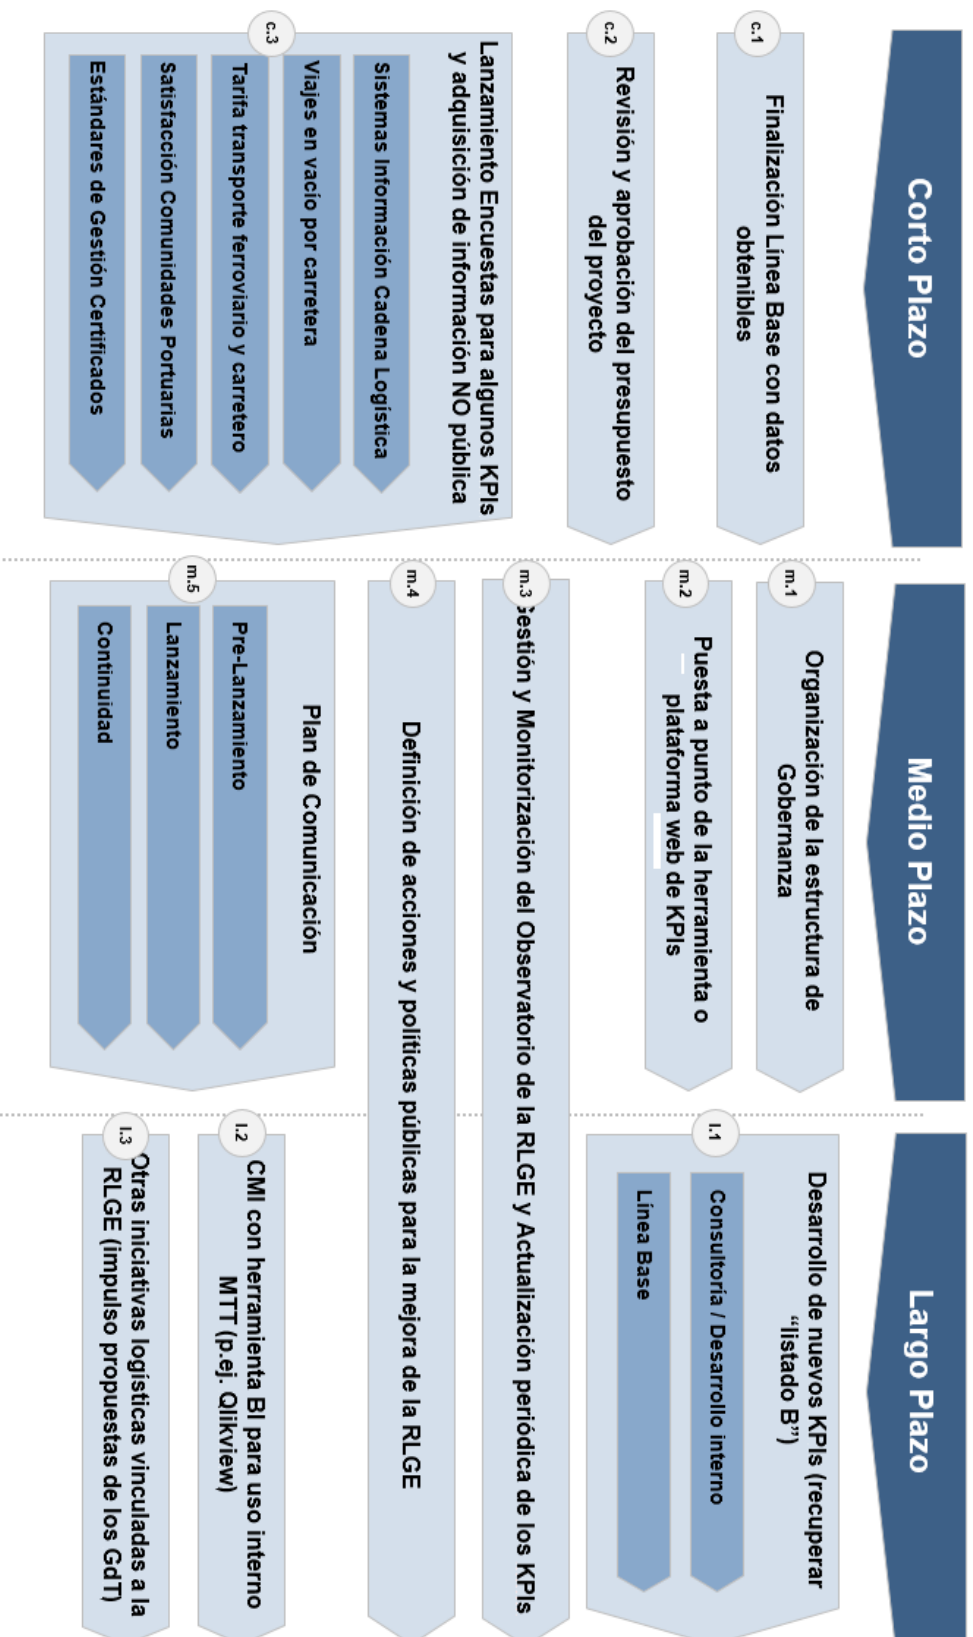 Corto Plazo
c.1
Finalización Línea Base con datos
obtenibles
c.2
Revisión y aprobación del presupuesto
del proyecto
c.3
Lanzamiento Encuestas para algunos KPIs
y adquisición de información NO pública
Sistemas Información Cadena Logística
Viajes en vacío por carretera
Tarifa transporte ferroviario y carretero
Satisfacción Comunidades Portuarias
Estándares de Gestión Certificados
Medio Plazo
m.1
Organización de la estructura de
Gobernanza
m.2
Puesta a punto de la herramienta o
plataforma web de KPIs
m.3
Gestión y Monitorización del Observatorio de la RLGE y Actualización periódica de los KPIs
m.4
Definición de acciones y políticas públicas para la mejora de la RLGE
m.5
Plan de Comunicación
Pre-Lanzamiento
Lanzamiento
Continuidad
Largo Plazo
l.1
Desarrollo de nuevos KPIs (recuperar
“listado B”)
Consultoría / Desarrollo interno
Línea Base
l.2
CMI con herramienta BI para uso interno
MTT (p.ej. Qlikview)
l.3
Otras iniciativas logísticas vinculadas a la
RLGE (impulso propuestas de los GdT)